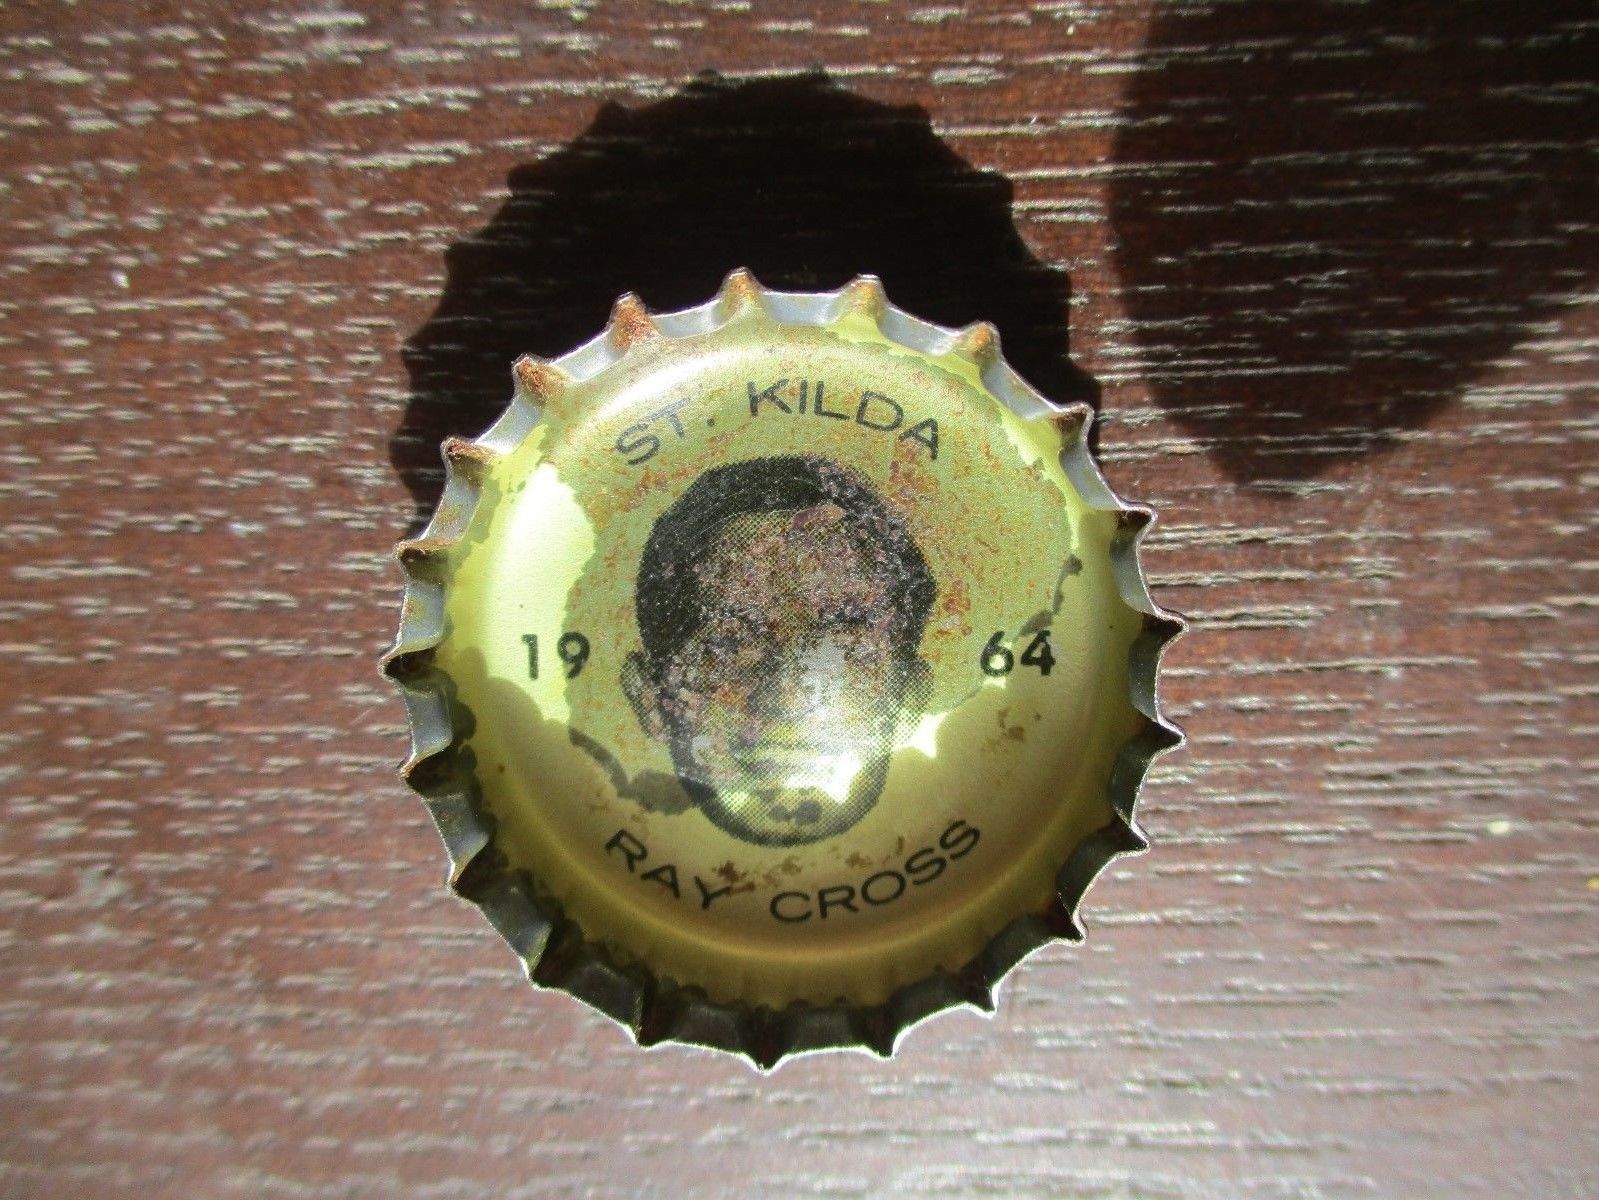 ST. KILDA
19 64
RAY CROSS